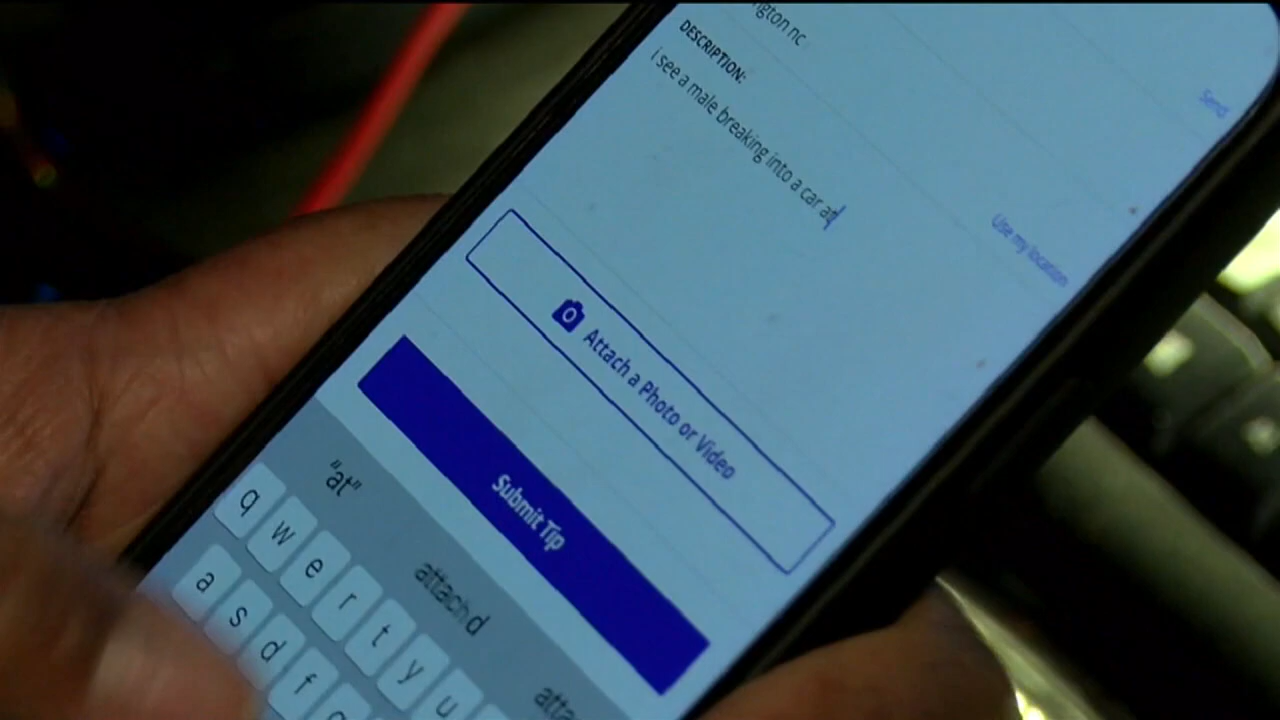 ngton nc
Send
DESCRIPTION:
Use my location
i see a male breaking into a car at
Attach a Photo or Video
Submit Tip
"at"
attach
q w e r t y u
a s d f